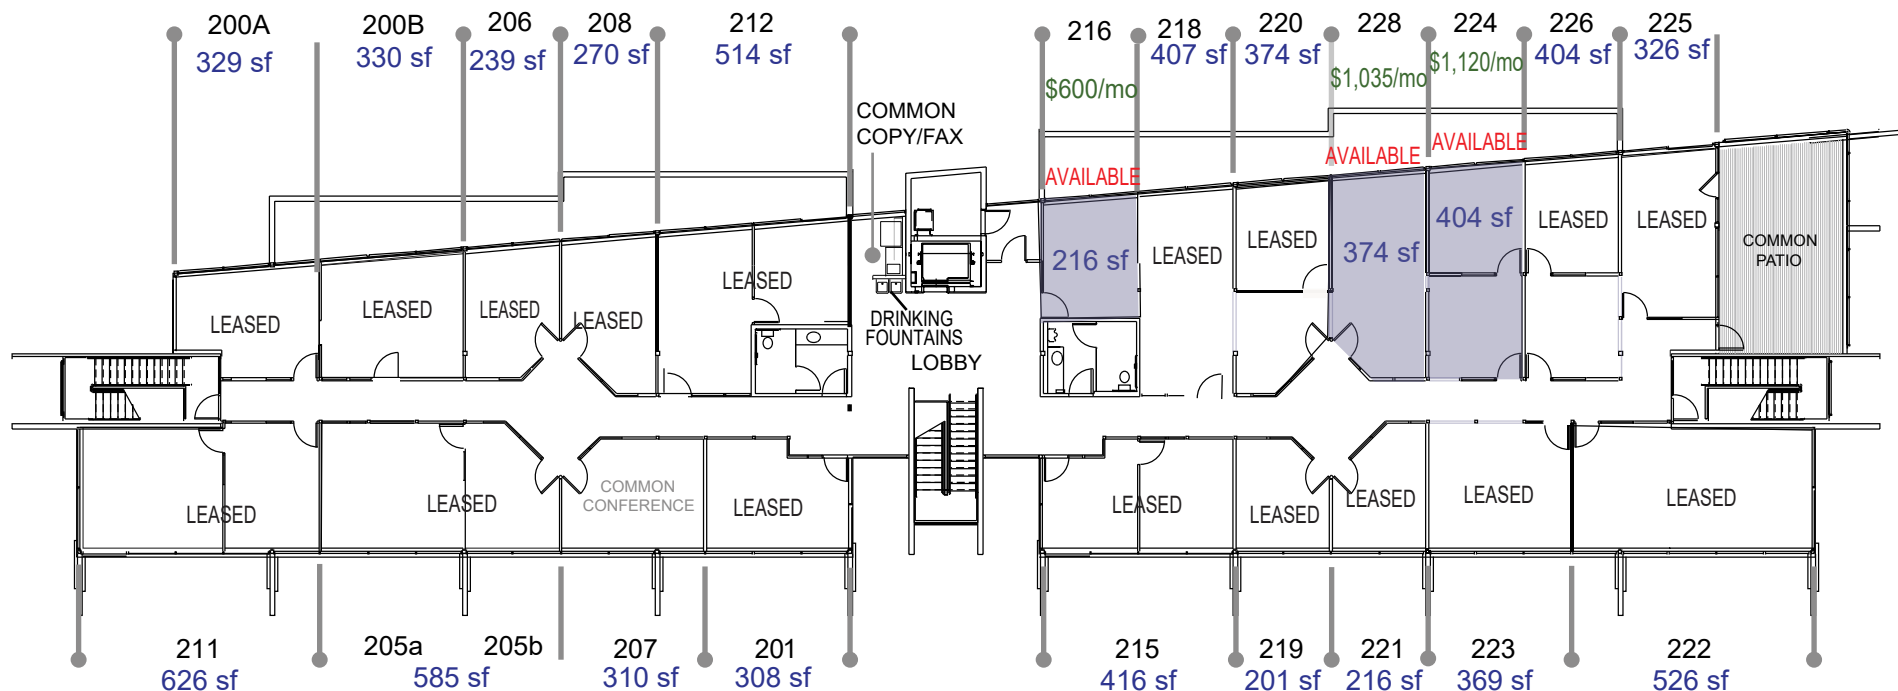 200A
329 sf
200B
330 sf
206
239 sf
208
270 sf
212
514 sf
216
$600/mo
218
407 sf
220
374 sf
228
$1,035/mo
224
$1,120/mo
226
404 sf
225
326 sf
COMMON
COPY/FAX
AVAILABLE
AVAILABLE
AVAILABLE
LEASED
LEASED
LEASED
LEASED
LEASED
DRINKING
FOUNTAINS
LOBBY
216 sf
LEASED
LEASED
374 sf
404 sf
LEASED
LEASED
COMMON
PATIO
LEASED
LEASED
COMMON
CONFERENCE
LEASED
LEASED
LEASED
LEASED
LEASED
LEASED
211
626 sf
205a
205b
585 sf
207
310 sf
201
308 sf
215
416 sf
219
201 sf
221
216 sf
223
369 sf
222
526 sf